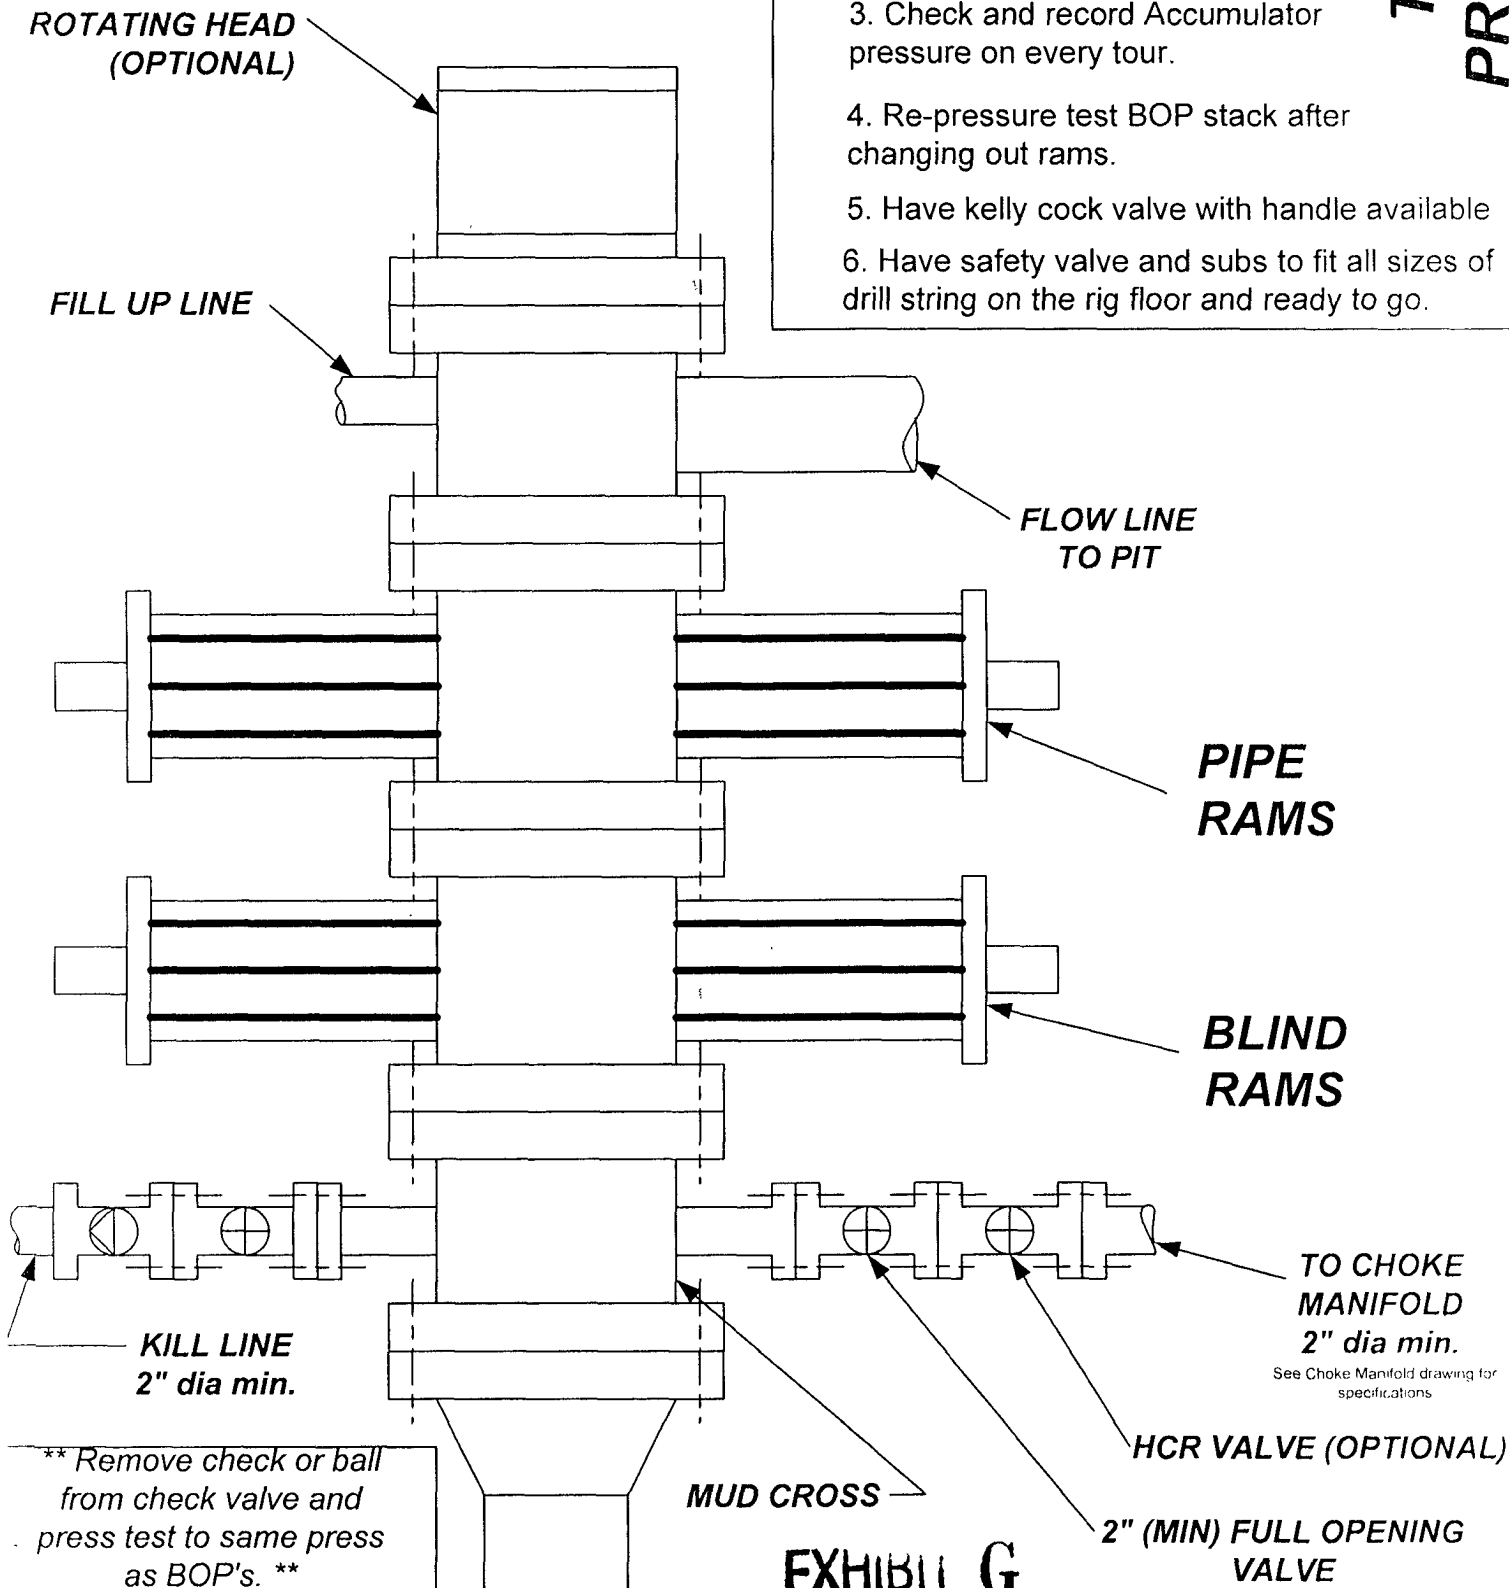 ROTATING HEAD
(OPTIONAL)
3. Check and record Accumulator
pressure on every tour.
4. Re-pressure test BOP stack after
changing out rams.
5. Have kelly cock valve with handle available
6. Have safety valve and subs to fit all sizes of
drill string on the rig floor and ready to go.
FILL UP LINE
FLOW LINE
TO PIT
PIPE
RAMS
BLIND
RAMS
KILL LINE
2" dia min.
TO CHOKE
MANIFOLD
2" dia min.
See Choke Manifold drawing for
specifications
HCR VALVE (OPTIONAL)
MUD CROSS
2" (MIN) FULL OPENING
VALVE
** Remove check or ball
from check valve and
press test to same press
as BOP's. **
EXHIBIT G